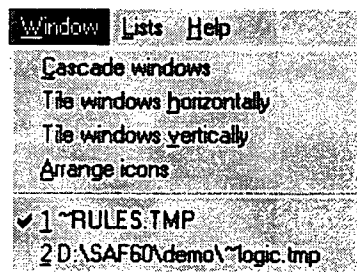 Window Lists Help
Cascade windows
Tile windows horizontally
Tile windows vertically
Arrange icons
✔ 1 ~RULES.TMP
2 D:\SAF60\demo\~logic.tmp